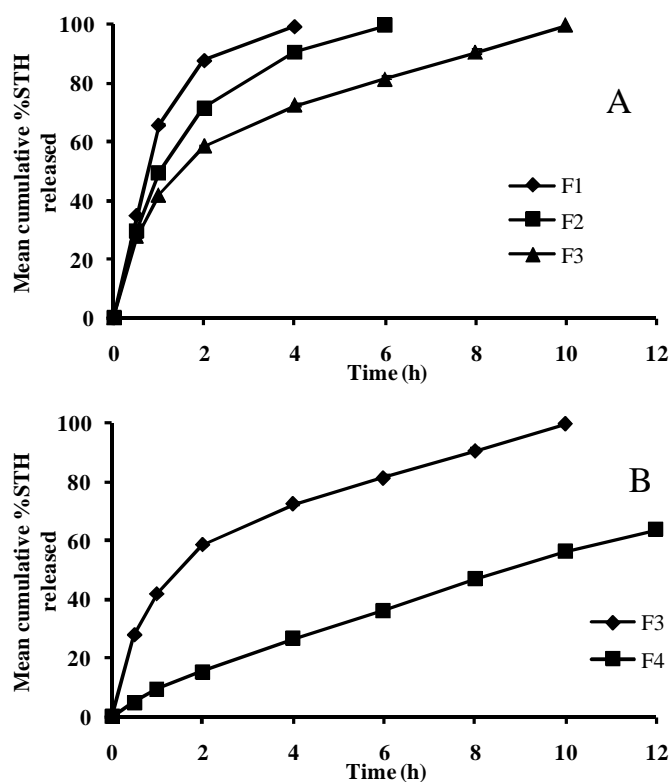 100
80
60
40
20
0
Mean cumulative %STH
released
A
F1
F2
F3
0 2 4 6 8 10 12
Time (h)
100
80
60
40
20
0
Mean cumulative %STH
released
B
F3
F4
0 2 4 6 8 10 12
Time (h)